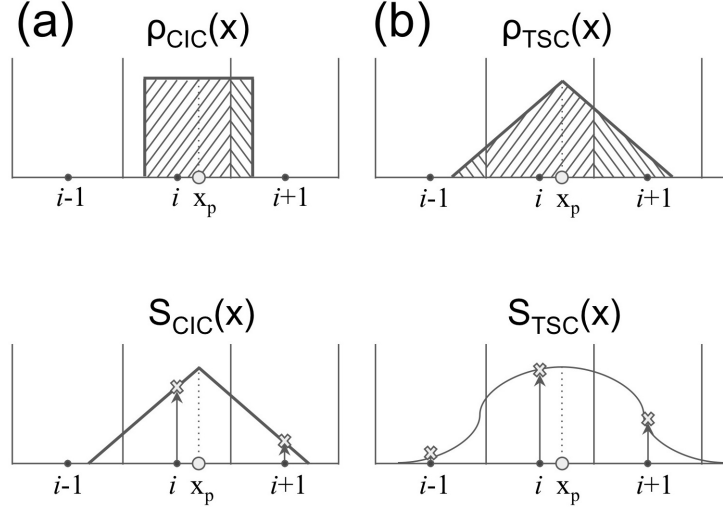 (a) ρCIC(x)
(b) ρTSC(x)
i-1 i xp i+1
i-1 i xp i+1
SCIC(x)
STSC(x)
i-1 i xp i+1
i-1 i xp i+1